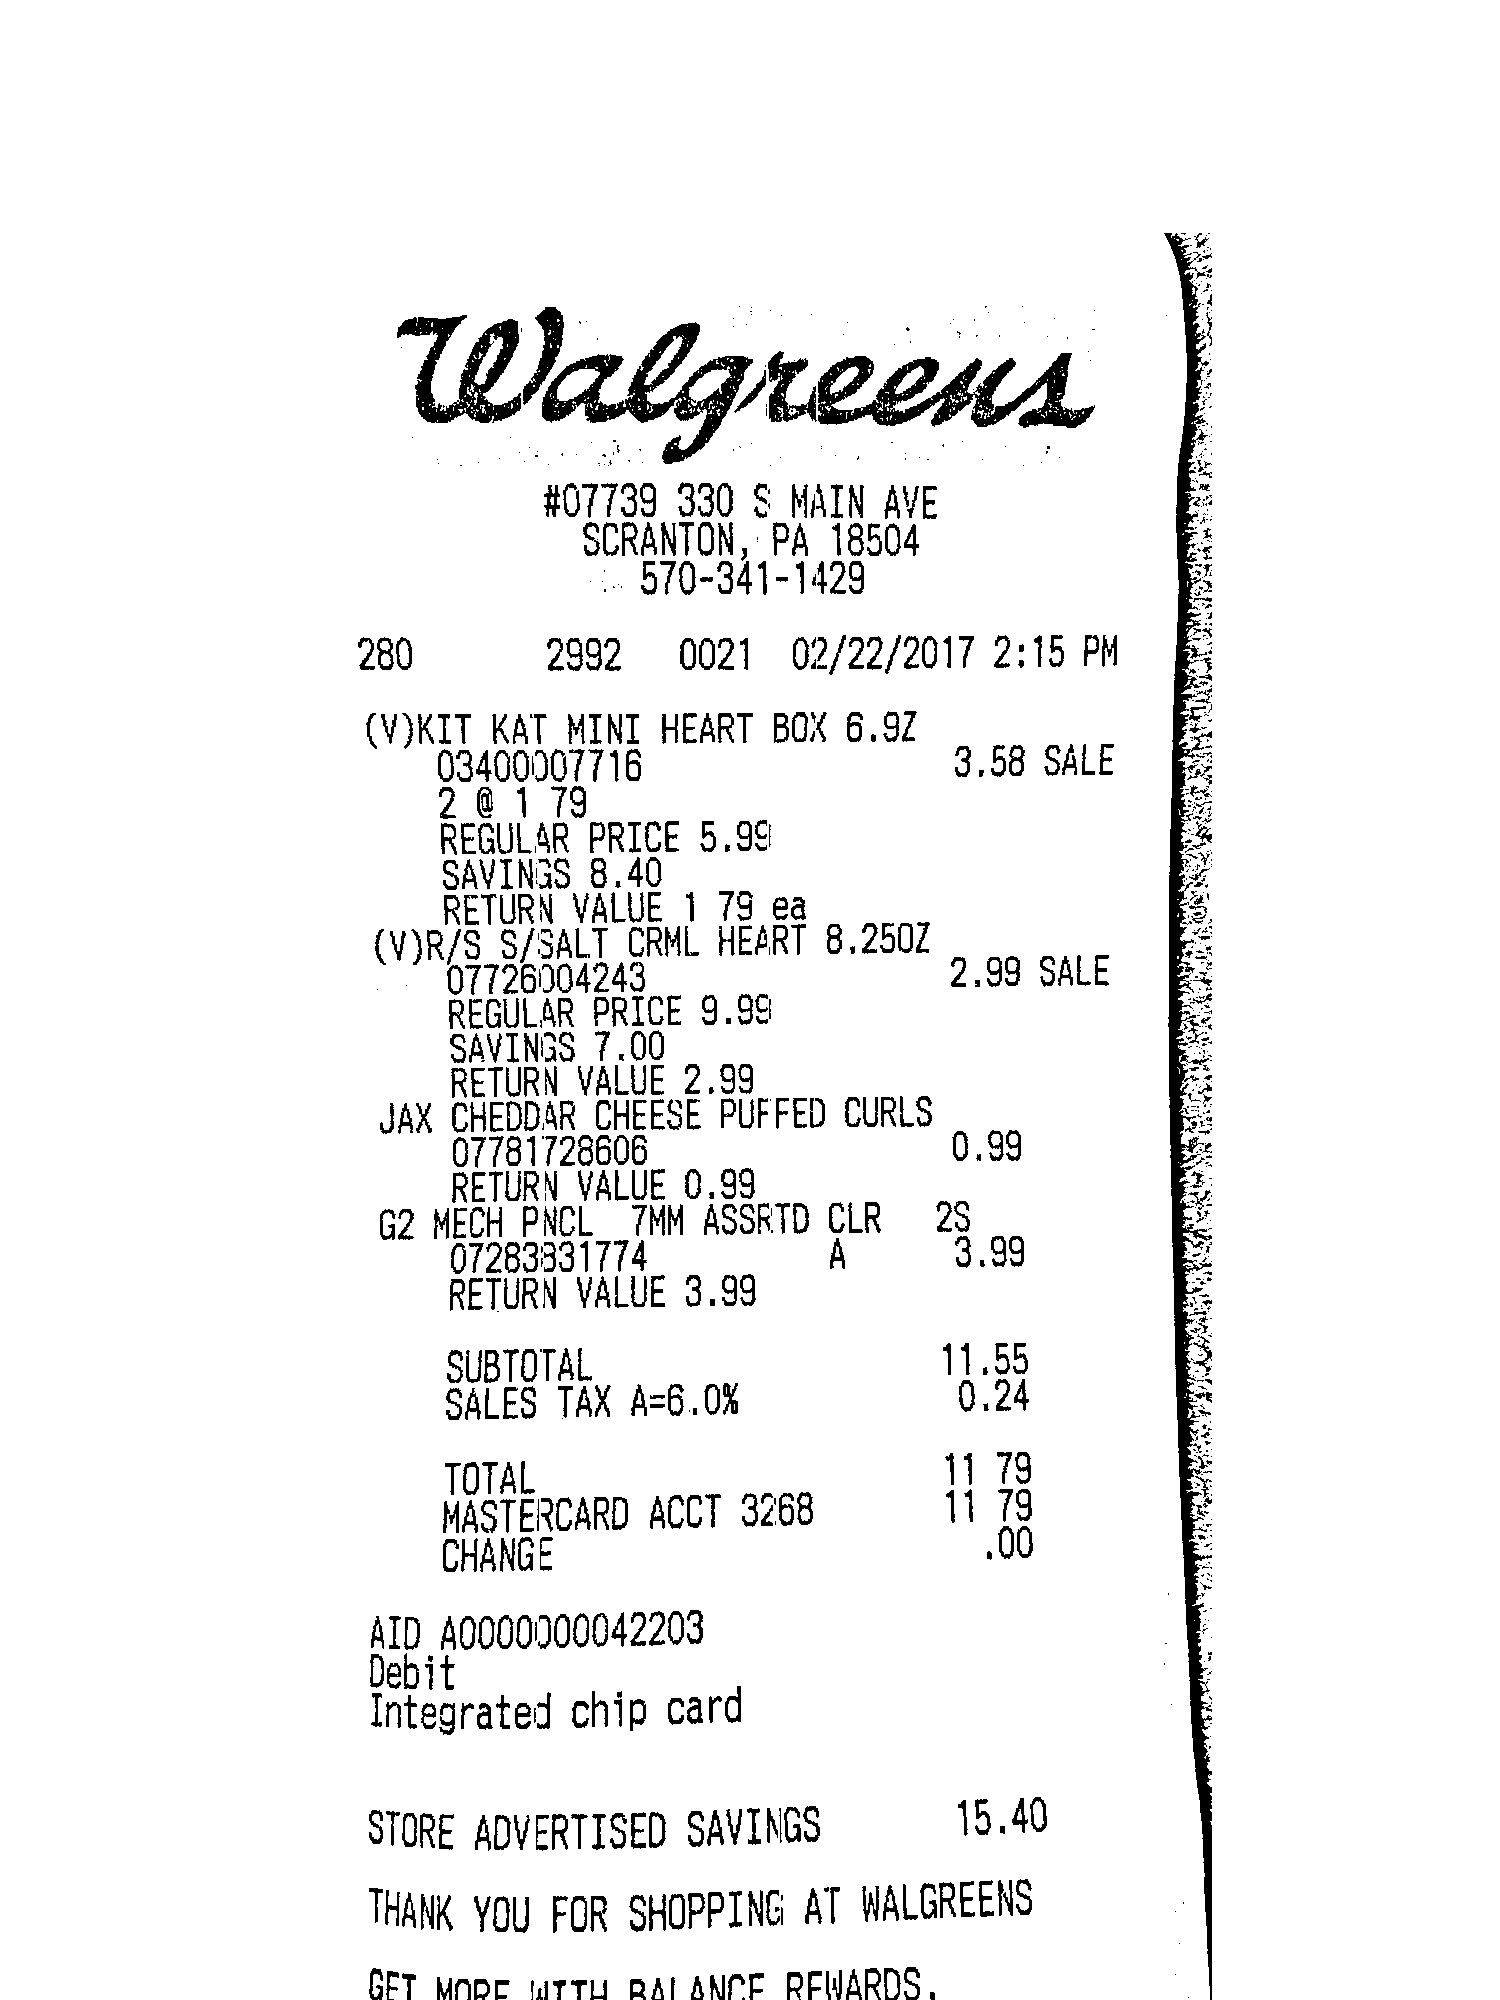 Walgreens
#07739 330 S MAIN AVE
SCRANTON, PA 18504
570-341-1429
280 2992 0021 02/22/2017 2:15 PM
(V)KIT KAT MINI HEART BOX 6.9Z
03400007716 3.58 SALE
2 @ 1 79
REGULAR PRICE 5.99
SAVINGS 8.40
RETURN VALUE 1 79 ea
(V)R/S S/SALT CRML HEART 8.25OZ
07726004243 2.99 SALE
REGULAR PRICE 9.99
SAVINGS 7.00
RETURN VALUE 2.99
JAX CHEDDAR CHEESE PUFFED CURLS
07781728606 0.99
RETURN VALUE 0.99
G2 MECH PNCL 7MM ASSRTD CLR 2S
07283831774 A 3.99
RETURN VALUE 3.99
SUBTOTAL 11.55
SALES TAX A=6.0% 0.24
TOTAL 11 79
MASTERCARD ACCT 3268 11 79
CHANGE .00
AID A0000000042203
Debit
Integrated chip card
STORE ADVERTISED SAVINGS 15.40
THANK YOU FOR SHOPPING AT WALGREENS
GET MORE WITH BALANCE REWARDS.